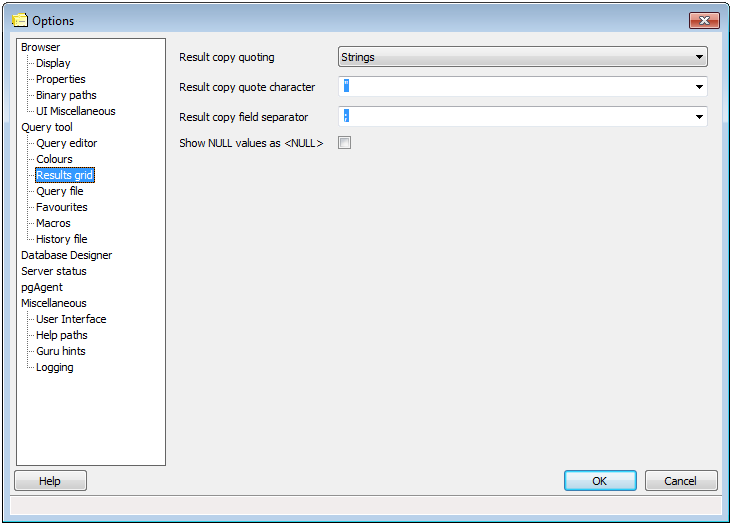 Options
Browser
Display
Properties
Binary paths
UI Miscellaneous
Query tool
Query editor
Colours
Results grid
Query file
Favourites
Macros
History file
Database Designer
Server status
pgAgent
Miscellaneous
User Interface
Help paths
Guru hints
Logging
Result copy quoting Strings
Result copy quote character "
Result copy field separator ;
Show NULL values as <NULL>
Help OK Cancel